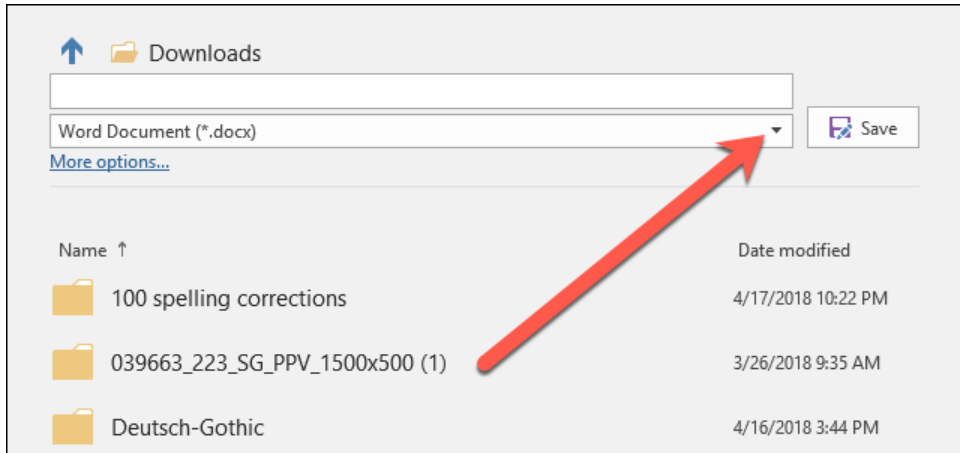 Downloads
Word Document (*.docx)
Save
More options...
Name ↑ Date modified
100 spelling corrections 4/17/2018 10:22 PM
039663_223_SG_PPV_1500x500 (1) 3/26/2018 9:35 AM
Deutsch-Gothic 4/16/2018 3:44 PM